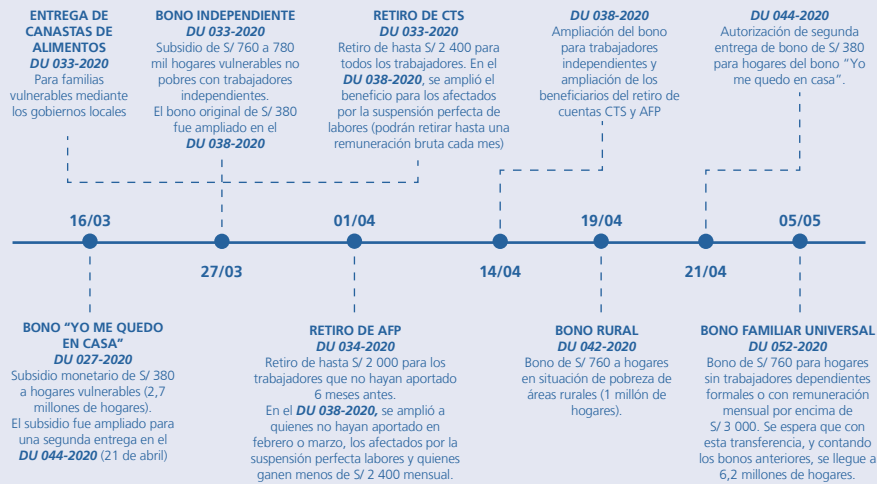 ENTREGA DE
CANASTAS DE
ALIMENTOS
DU 033-2020
Para familias
vulnerables mediante
los gobiernos locales
BONO INDEPENDIENTE
DU 033-2020
Subsidio de S/ 760 a 780
mil hogares vulnerables no
pobres con trabajadores
independientes.
El bono original de S/ 380
fue ampliado en el
DU 038-2020
RETIRO DE CTS
DU 033-2020
Retiro de hasta S/ 2 400 para
todos los trabajadores. En el
DU 038-2020, se amplió el
beneficio para los afectados
por la suspensión perfecta de
labores (podrán retirar hasta una
remuneración bruta cada mes)
DU 038-2020
Ampliación del bono
para trabajadores
independientes y
ampliación de los
beneficiarios del retiro de
cuentas CTS y AFP
DU 044-2020
Autorización de segunda
entrega de bono de S/ 380
para hogares del bono “Yo
me quedo en casa”.
16/03
27/03
01/04
14/04
19/04
21/04
05/05
BONO “YO ME QUEDO
EN CASA”
DU 027-2020
Subsidio monetario de S/ 380
a hogares vulnerables (2,7
millones de hogares).
El subsidio fue ampliado para
una segunda entrega en el
DU 044-2020 (21 de abril)
RETIRO DE AFP
DU 034-2020
Retiro de hasta S/ 2 000 para los
trabajadores que no hayan aportado
6 meses antes.
En el DU 038-2020, se amplió a
quienes no hayan aportado en
febrero o marzo, los afectados por la
suspensión perfecta labores y quienes
ganen menos de S/ 2 400 mensual.
BONO RURAL
DU 042-2020
Bono de S/ 760 a hogares
en situación de pobreza de
áreas rurales (1 millón de
hogares).
BONO FAMILIAR UNIVERSAL
DU 052-2020
Bono de S/ 760 para hogares
sin trabajadores dependientes
formales o con remuneración
mensual por encima de
S/ 3 000. Se espera que con
esta transferencia, y contando
los bonos anteriores, se llegue a
6,2 millones de hogares.